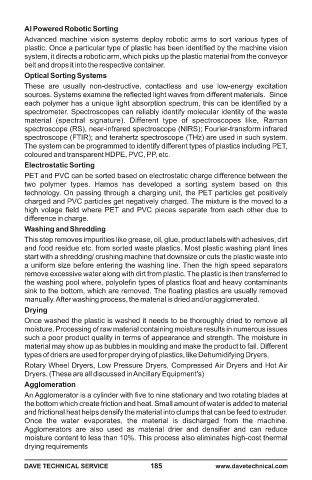 AI Powered Robotic Sorting
Advanced machine vision systems deploy robotic arms to sort various types of
plastic. Once a particular type of plastic has been identified by the machine vision
system, it directs a robotic arm, which picks up the plastic material from the conveyor
belt and drops it into the respective container.
Optical Sorting Systems
These are usually non-destructive, contactless and use low-energy excitation
sources. Systems examine the reflected light waves from different materials. Since
each polymer has a unique light absorption spectrum, this can be identified by a
spectrometer. Spectroscopes can reliably identify molecular identity of the waste
material (spectral signature). Different type of spectroscopes like, Raman
spectroscope (RS), near-infrared spectroscope (NIRS); Fourier-transform infrared
spectroscope (FTIR); and terahertz spectroscope (THz) are used in such system.
The system can be programmed to identify different types of plastics including PET,
coloured and transparent HDPE, PVC, PP, etc.
Electrostatic Sorting
PET and PVC can be sorted based on electrostatic charge difference between the
two polymer types. Hamos has developed a sorting system based on this
technology. On passing through a charging unit, the PET particles get positively
charged and PVC particles get negatively charged. The mixture is the moved to a
high volage field where PET and PVC pieces separate from each other due to
difference in charge.
Washing and Shredding
This step removes impurities like grease, oil, glue, product labels with adhesives, dirt
and food residue etc. from sorted waste plastics. Most plastic washing plant lines
start with a shredding/ crushing machine that downsize or cuts the plastic waste into
a uniform size before entering the washing line. Then the high speed separators
remove excessive water along with dirt from plastic. The plastic is then transferred to
the washing pool where, polyolefin types of plastics float and heavy contaminants
sink to the bottom, which are removed. The floating plastics are usually removed
manually. After washing process, the material is dried and/or agglomerated.
Drying
Once washed the plastic is washed it needs to be thoroughly dried to remove all
moisture. Processing of raw material containing moisture results in numerous issues
such a poor product quality in terms of appearance and strength. The moisture in
material may show up as bubbles in moulding and make the product to fail. Different
types of driers are used for proper drying of plastics, like Dehumidifying Dryers,
Rotary Wheel Dryers, Low Pressure Dryers, Compressed Air Dryers and Hot Air
Dryers. (These are all discussed in Ancillary Equipment's)
Agglomeration
An Agglomerator is a cylinder with five to nine stationary and two rotating blades at
the bottom which create friction and heat. Small amount of water is added to material
and frictional heat helps densify the material into clumps that can be feed to extruder.
Once the water evaporates, the material is discharged from the machine.
Agglomerators are also used as material drier and densifier and can reduce
moisture content to less than 10%. This process also eliminates high-cost thermal
drying requirements
DAVE TECHNICAL SERVICE 185 www.davetechnical.com